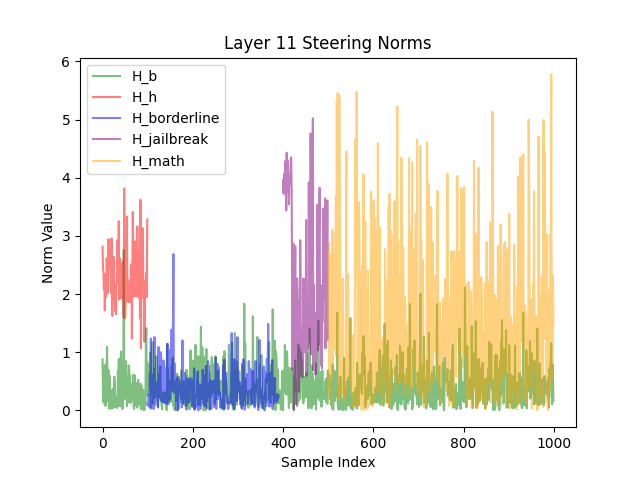 Layer 11 Steering Norms
H_b
H_h
H_borderline
H_jailbreak
H_math
Norm Value
6
5
4
3
2
1
0
0 200 400 600 800 1000
Sample Index